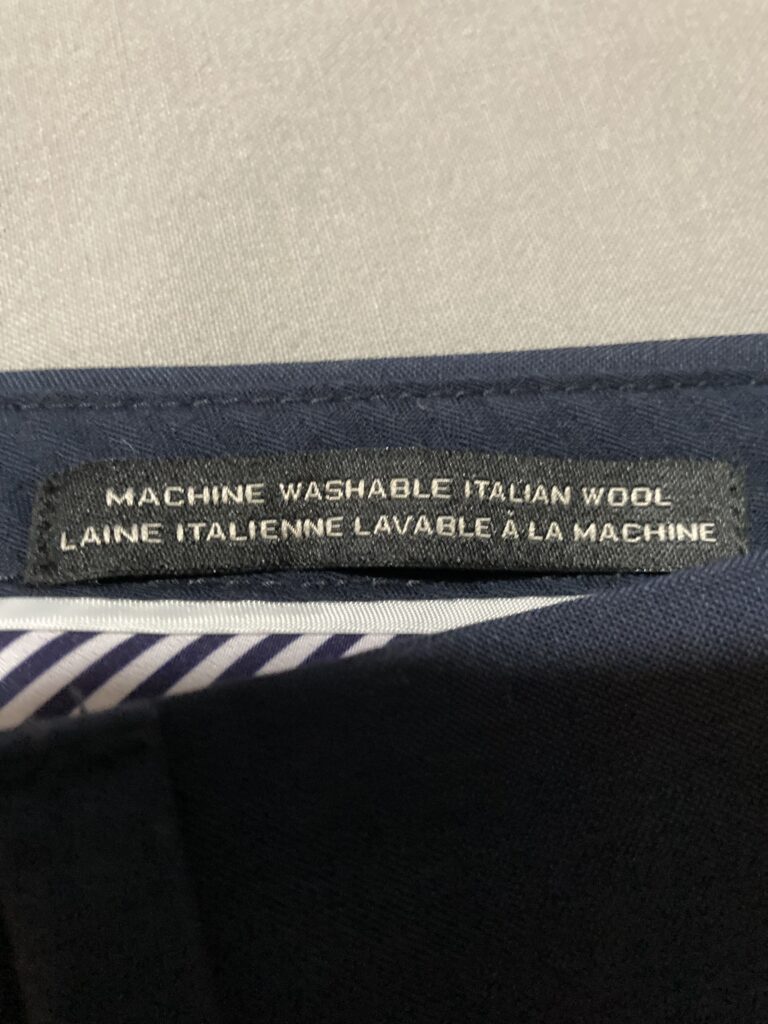 MACHINE WASHABLE ITALIAN WOOL
LAINE ITALIENNE LAVABLE À LA MACHINE